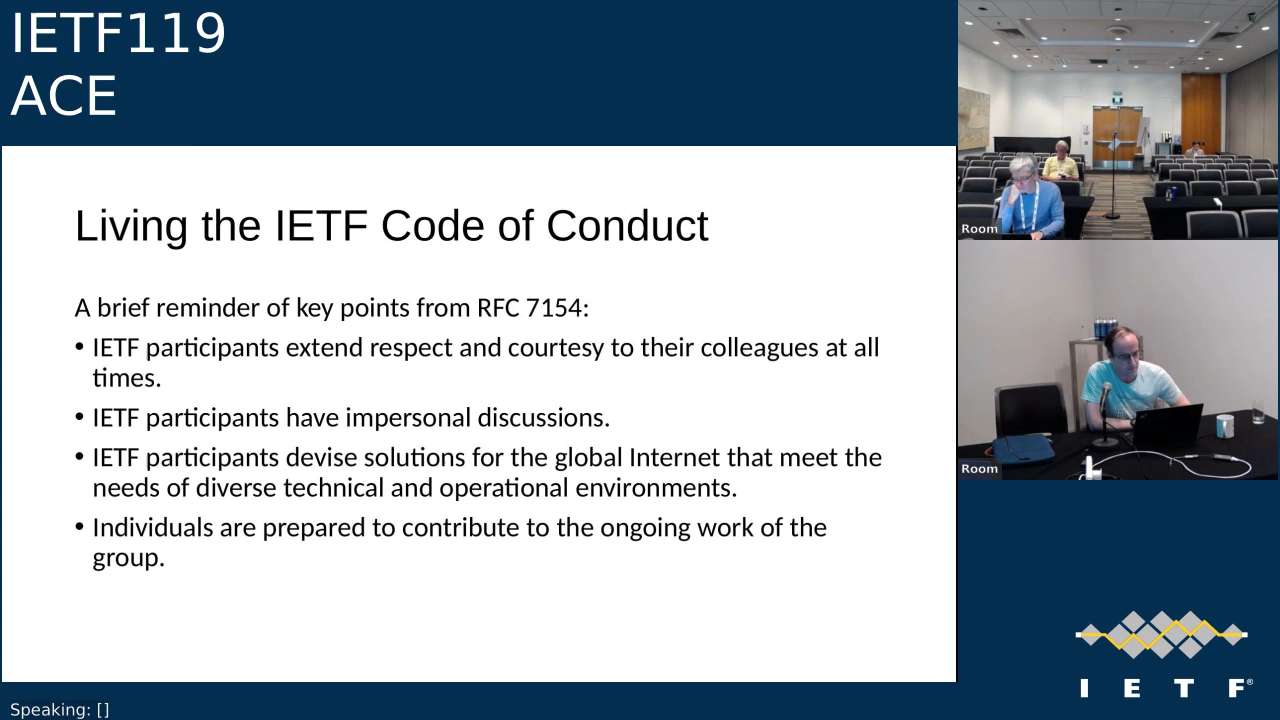 IETF119
ACE
Living the IETF Code of Conduct
A brief reminder of key points from RFC 7154:
• IETF participants extend respect and courtesy to their colleagues at all
times.
• IETF participants have impersonal discussions.
• IETF participants devise solutions for the global Internet that meet the
needs of diverse technical and operational environments.
• Individuals are prepared to contribute to the ongoing work of the
group.
Room
Room
I E T F®
Speaking: []